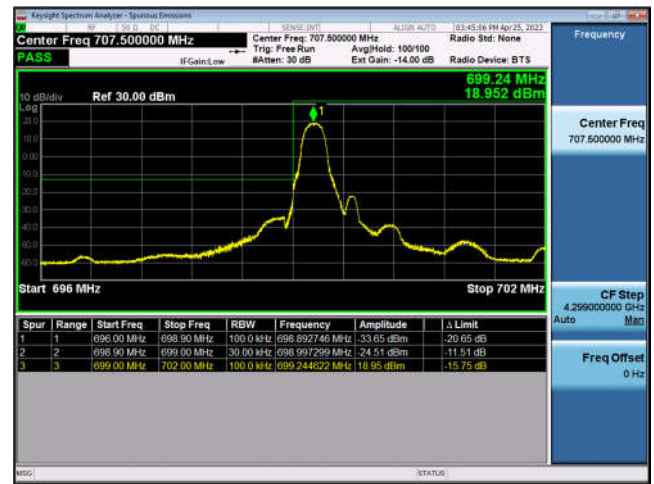 Keysight Spectrum Analyzer - Spurious Emissions
RF 50 Ω DC SENSE:INT ALIGN AUTO 03:45:06 PM Apr 25, 2023
Center Freq 707.500000 MHz
Center Freq: 707.500000 MHz Radio Std: None
Trig: Free Run Avg|Hold: 100/100
PASS IFGain:Low #Atten: 30 dB Ext Gain: -14.00 dB Radio Device: BTS
699.24 MHz
10 dB/div Ref 30.00 dBm 18.952 dBm
Log
20.0
10.0
0.00
-10.0
-20.0
-30.0
-40.0
-50.0
-60.0
1
Start 696 MHz Stop 702 MHz
Spur Range Start Freq Stop Freq RBW Frequency Amplitude Δ Limit
1 1 696.00 MHz 698.90 MHz 100.0 kHz 698.892746 MHz -33.65 dBm -20.65 dB
2 2 698.90 MHz 699.00 MHz 30.00 kHz 698.997299 MHz -24.51 dBm -11.51 dB
3 3 699.00 MHz 702.00 MHz 100.0 kHz 699.244622 MHz 18.95 dBm -15.75 dB
MSG STATUS
Frequency
Center Freq
707.500000 MHz
CF Step
4.299000000 GHz
Auto Man
Freq Offset
0 Hz